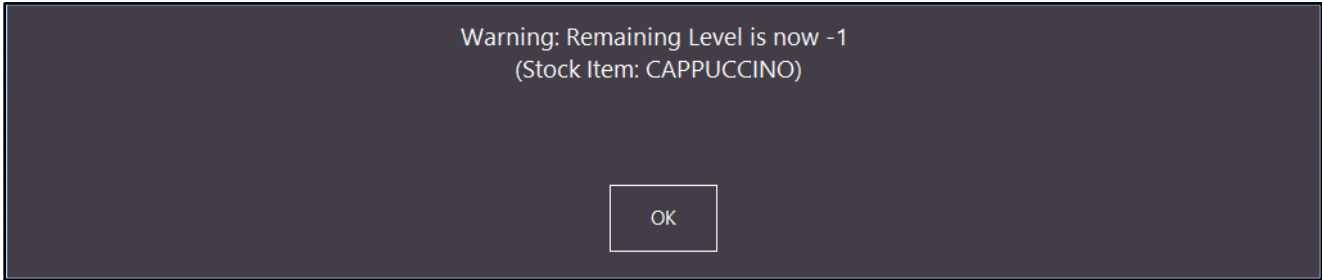 Warning: Remaining Level is now -1
(Stock Item: CAPPUCCINO)
OK